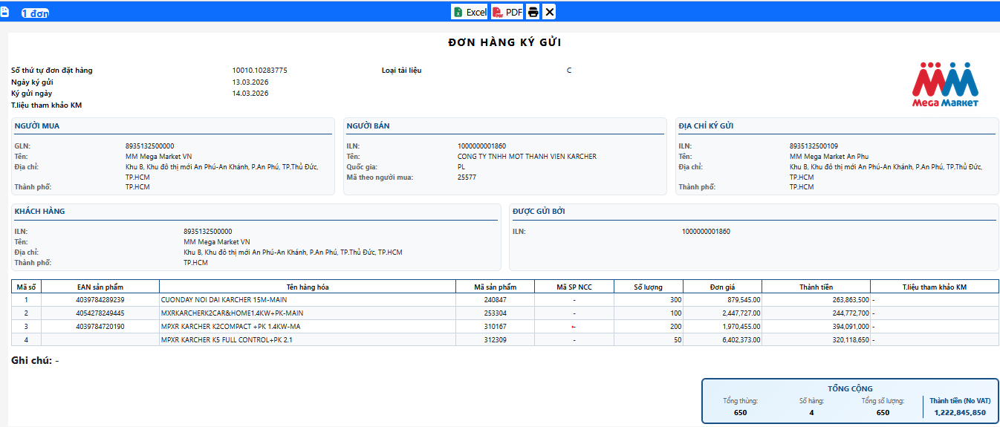 1 đơn Excel PDF
ĐƠN HÀNG KÝ GỬI
Số thứ tự đơn đặt hàng 10010.10283775 Loại tài liệu C
Ngày ký gửi 13.03.2026
Ký gửi ngày 14.03.2026
T.liệu tham khảo KM
MEGA MARKET
NGƯỜI MUA
GLN: 8935132500000
Tên: MM Mega Market VN
Địa chỉ: Khu B, Khu đô thị mới An Phú-An Khánh, P.An Phú, TP.Thủ Đức,
TP.HCM
Thành phố: TP.HCM
NGƯỜI BÁN
ILN: 1000000001860
Tên: CONG TY TNHH MOT THANH VIEN KARCHER
Quốc gia: PL
Mã theo người mua: 25577
ĐỊA CHỈ KÝ GỬI
ILN: 8935132500109
Tên: MM Mega Market An Phu
Địa chỉ: Khu B, Khu đô thị mới An Phú-An Khánh, P.An Phú, TP.Thủ Đức,
TP.HCM
Thành phố: TP.HCM
KHÁCH HÀNG
ILN: 8935132500000
Tên: MM Mega Market VN
Địa chỉ: Khu B, Khu đô thị mới An Phú-An Khánh, P.An Phú, TP.Thủ Đức, TP.HCM
Thành phố: TP.HCM
ĐƯỢC GỬI BỞI
ILN: 1000000001860
Mã số EAN sản phẩm Tên hàng hóa Mã sản phẩm Mã SP NCC Số lượng Đơn giá Thành tiền T.liệu tham khảo KM
1 4039784289239 CUONDAY NOI DAI KARCHER 15M-MAIN 240847 - 300 879,545.00 263,863,500 -
2 4054278249445 MXRKARCHERK2CAR&HOME1.4KW+PK-MAIN 253304 - 100 2,447,727.00 244,772,700 -
3 4039784720190 MPXR KARCHER K2COMPACT +PK 1.4KW-MA 310167 - 200 1,970,455.00 394,091,000 -
4 MPXR KARCHER K5 FULL CONTROL+PK 2.1 312309 - 50 6,402,373.00 320,118,650 -
Ghi chú: -
TỔNG CỘNG
Tổng thùng: Số hàng: Tổng số lượng: Thành tiền (No VAT)
650 4 650 1,222,845,850